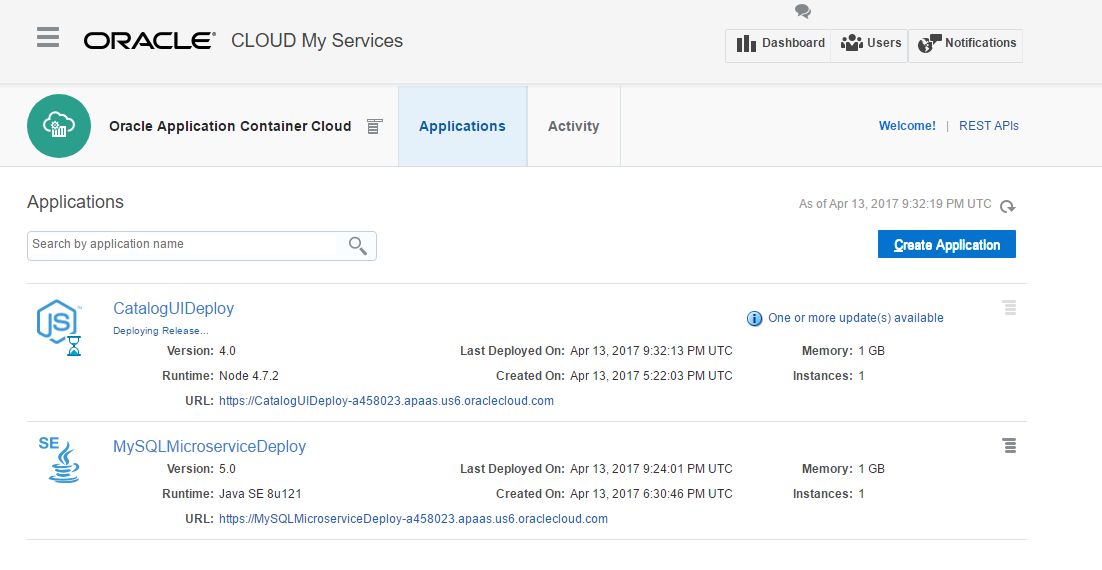 ORACLE® CLOUD My Services
Dashboard Users Notifications
Oracle Application Container Cloud Applications Activity Welcome! | REST APIs
Applications
As of Apr 13, 2017 9:32:19 PM UTC
Search by application name
Create Application
JS CatalogUIDeploy
One or more update(s) available
Deploying Release...
Version: 4.0 Last Deployed On: Apr 13, 2017 9:32:13 PM UTC Memory: 1 GB
Runtime: Node 4.7.2 Created On: Apr 13, 2017 5:22:03 PM UTC Instances: 1
URL: https://CatalogUIDeploy-a458023.apaas.us6.oraclecloud.com
SE MySQLMicroserviceDeploy
Version: 5.0 Last Deployed On: Apr 13, 2017 9:24:01 PM UTC Memory: 1 GB
Runtime: Java SE 8u121 Created On: Apr 13, 2017 6:30:46 PM UTC Instances: 1
URL: https://MySQLMicroserviceDeploy-a458023.apaas.us6.oraclecloud.com